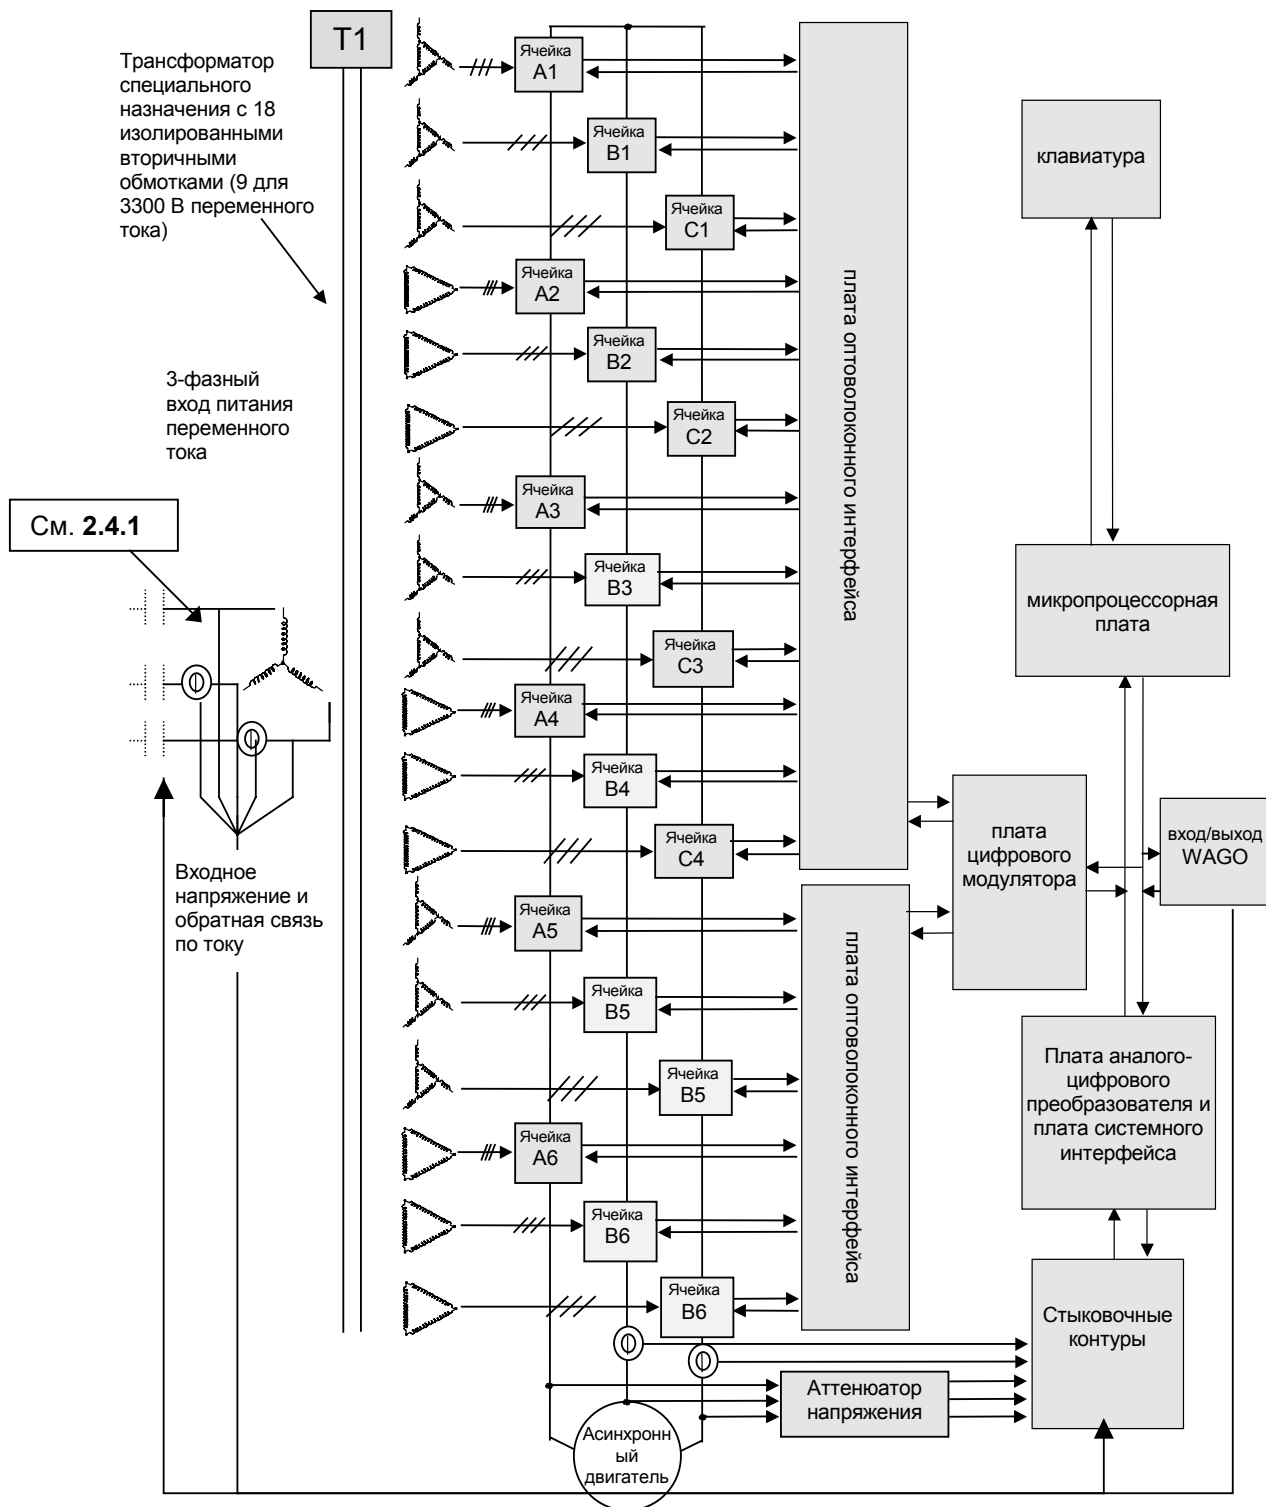 T1
Трансформатор
специального
назначения с 18
изолированными
вторичными
обмотками (9 для
3300 В переменного
тока)
3-фазный
вход питания
переменного
тока
См. 2.4.1
Входное
напряжение и
обратная связь
по току
Ячейка
A1
Ячейка
B1
Ячейка
C1
Ячейка
A2
Ячейка
B2
Ячейка
C2
Ячейка
A3
Ячейка
B3
Ячейка
C3
Ячейка
A4
Ячейка
B4
Ячейка
C4
Ячейка
A5
Ячейка
B5
Ячейка
B5
Ячейка
A6
Ячейка
B6
Ячейка
B6
плата оптоволоконного интерфейса
плата оптоволоконного интерфейса
клавиатура
микропроцессорная
плата
плата
цифрового
модулятора
вход/выход
WAGO
Плата аналого-
цифрового
преобразователя и
плата системного
интерфейса
Стыковочные
контуры
Аттенюатор
напряжения
Асинхронн
ый
двигатель